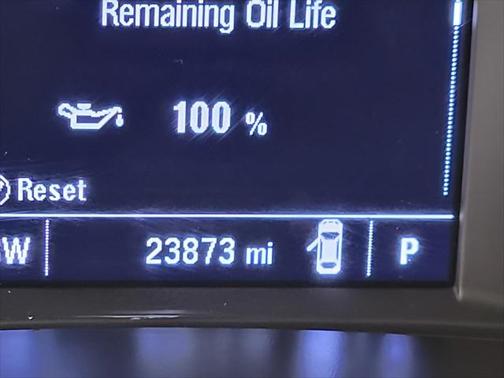 Remaining Oil Life
100 %
Reset
W 23873 mi P